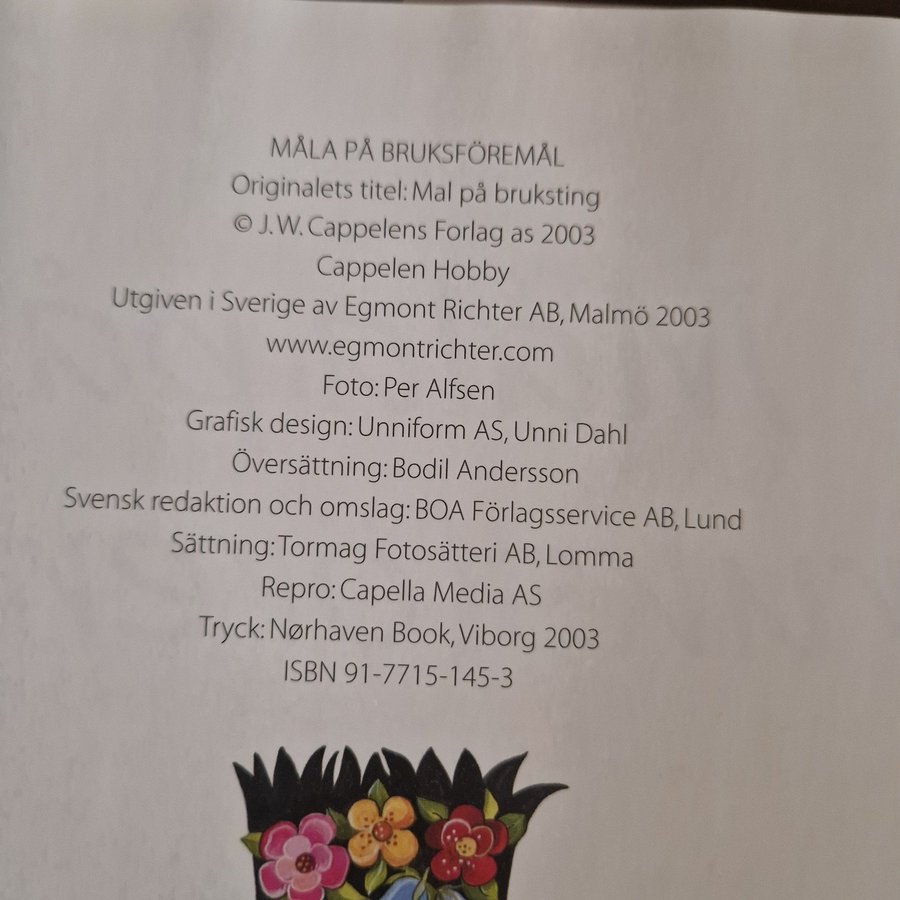 MÅLA PÅ BRUKSFÖREMÅL
Originalets titel: Mal på bruksting
© J.W. Cappelens Forlag as 2003
Cappelen Hobby
Utgiven i Sverige av Egmont Richter AB, Malmö 2003
www.egmontrichter.com
Foto: Per Alfsen
Grafisk design: Unniform AS, Unni Dahl
Översättning: Bodil Andersson
Svensk redaktion och omslag: BOA Förlagsservice AB, Lund
Sättning: Tormag Fotosätteri AB, Lomma
Repro: Capella Media AS
Tryck: Nørhaven Book, Viborg 2003
ISBN 91-7715-145-3